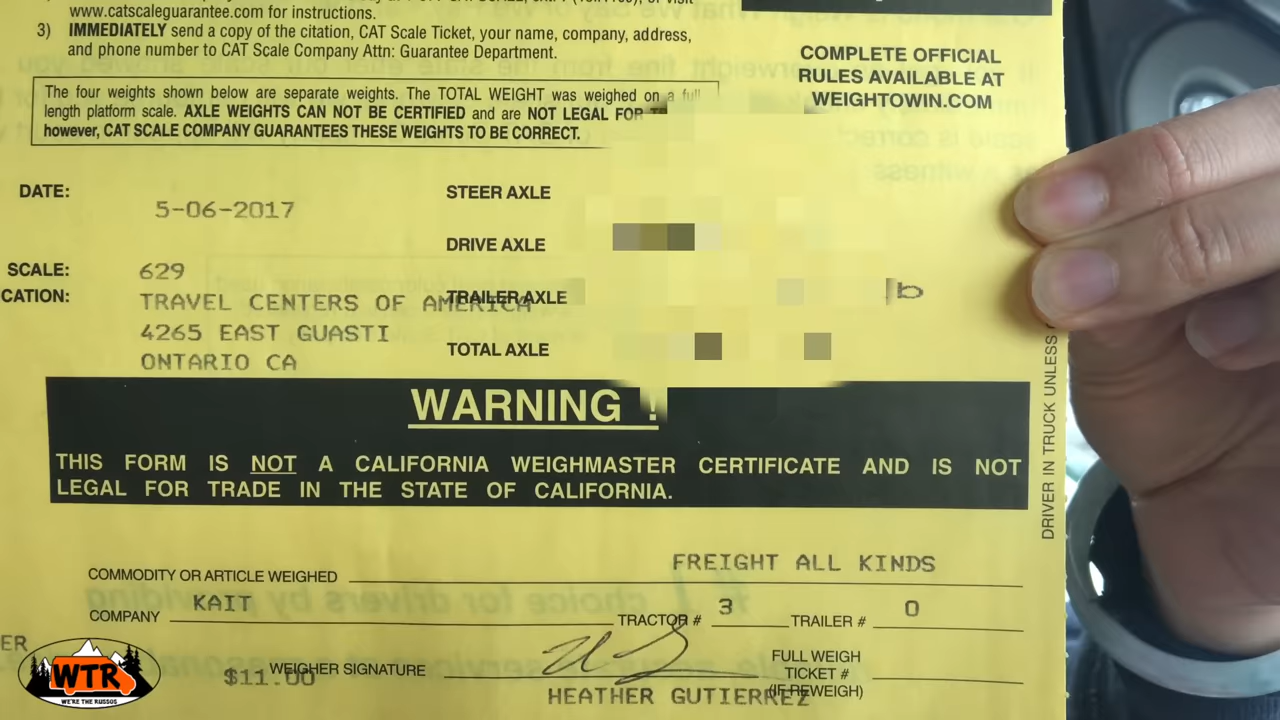 www.catscaleguarantee.com for instructions.
3) IMMEDIATELY send a copy of the citation, CAT Scale Ticket, your name, company, address,
and phone number to CAT Scale Company Attn: Guarantee Department.
COMPLETE OFFICIAL
RULES AVAILABLE AT
WEIGHTOWIN.COM
The four weights shown below are separate weights. The TOTAL WEIGHT was weighed on a full
length platform scale. AXLE WEIGHTS CAN NOT BE CERTIFIED and are NOT LEGAL FOR
however, CAT SCALE COMPANY GUARANTEES THESE WEIGHTS TO BE CORRECT.
DATE: 5-06-2017
STEER AXLE
DRIVE AXLE
SCALE: 629
CATION: TRAVEL CENTERS OF AMERICA
TRAILER AXLE lb
4265 EAST GUASTI
ONTARIO CA
TOTAL AXLE
WARNING !
THIS FORM IS NOT A CALIFORNIA WEIGHMASTER CERTIFICATE AND IS NOT
LEGAL FOR TRADE IN THE STATE OF CALIFORNIA.
DRIVER IN TRUCK UNLESS
COMMODITY OR ARTICLE WEIGHED FREIGHT ALL KINDS
COMPANY KAIT TRACTOR # 3 TRAILER # 0
ER
$11.00 WEIGHER SIGNATURE
HEATHER GUTIERREZ
FULL WEIGH
TICKET #
(IF REWEIGH)
WTR
WE'RE THE RUSSOS